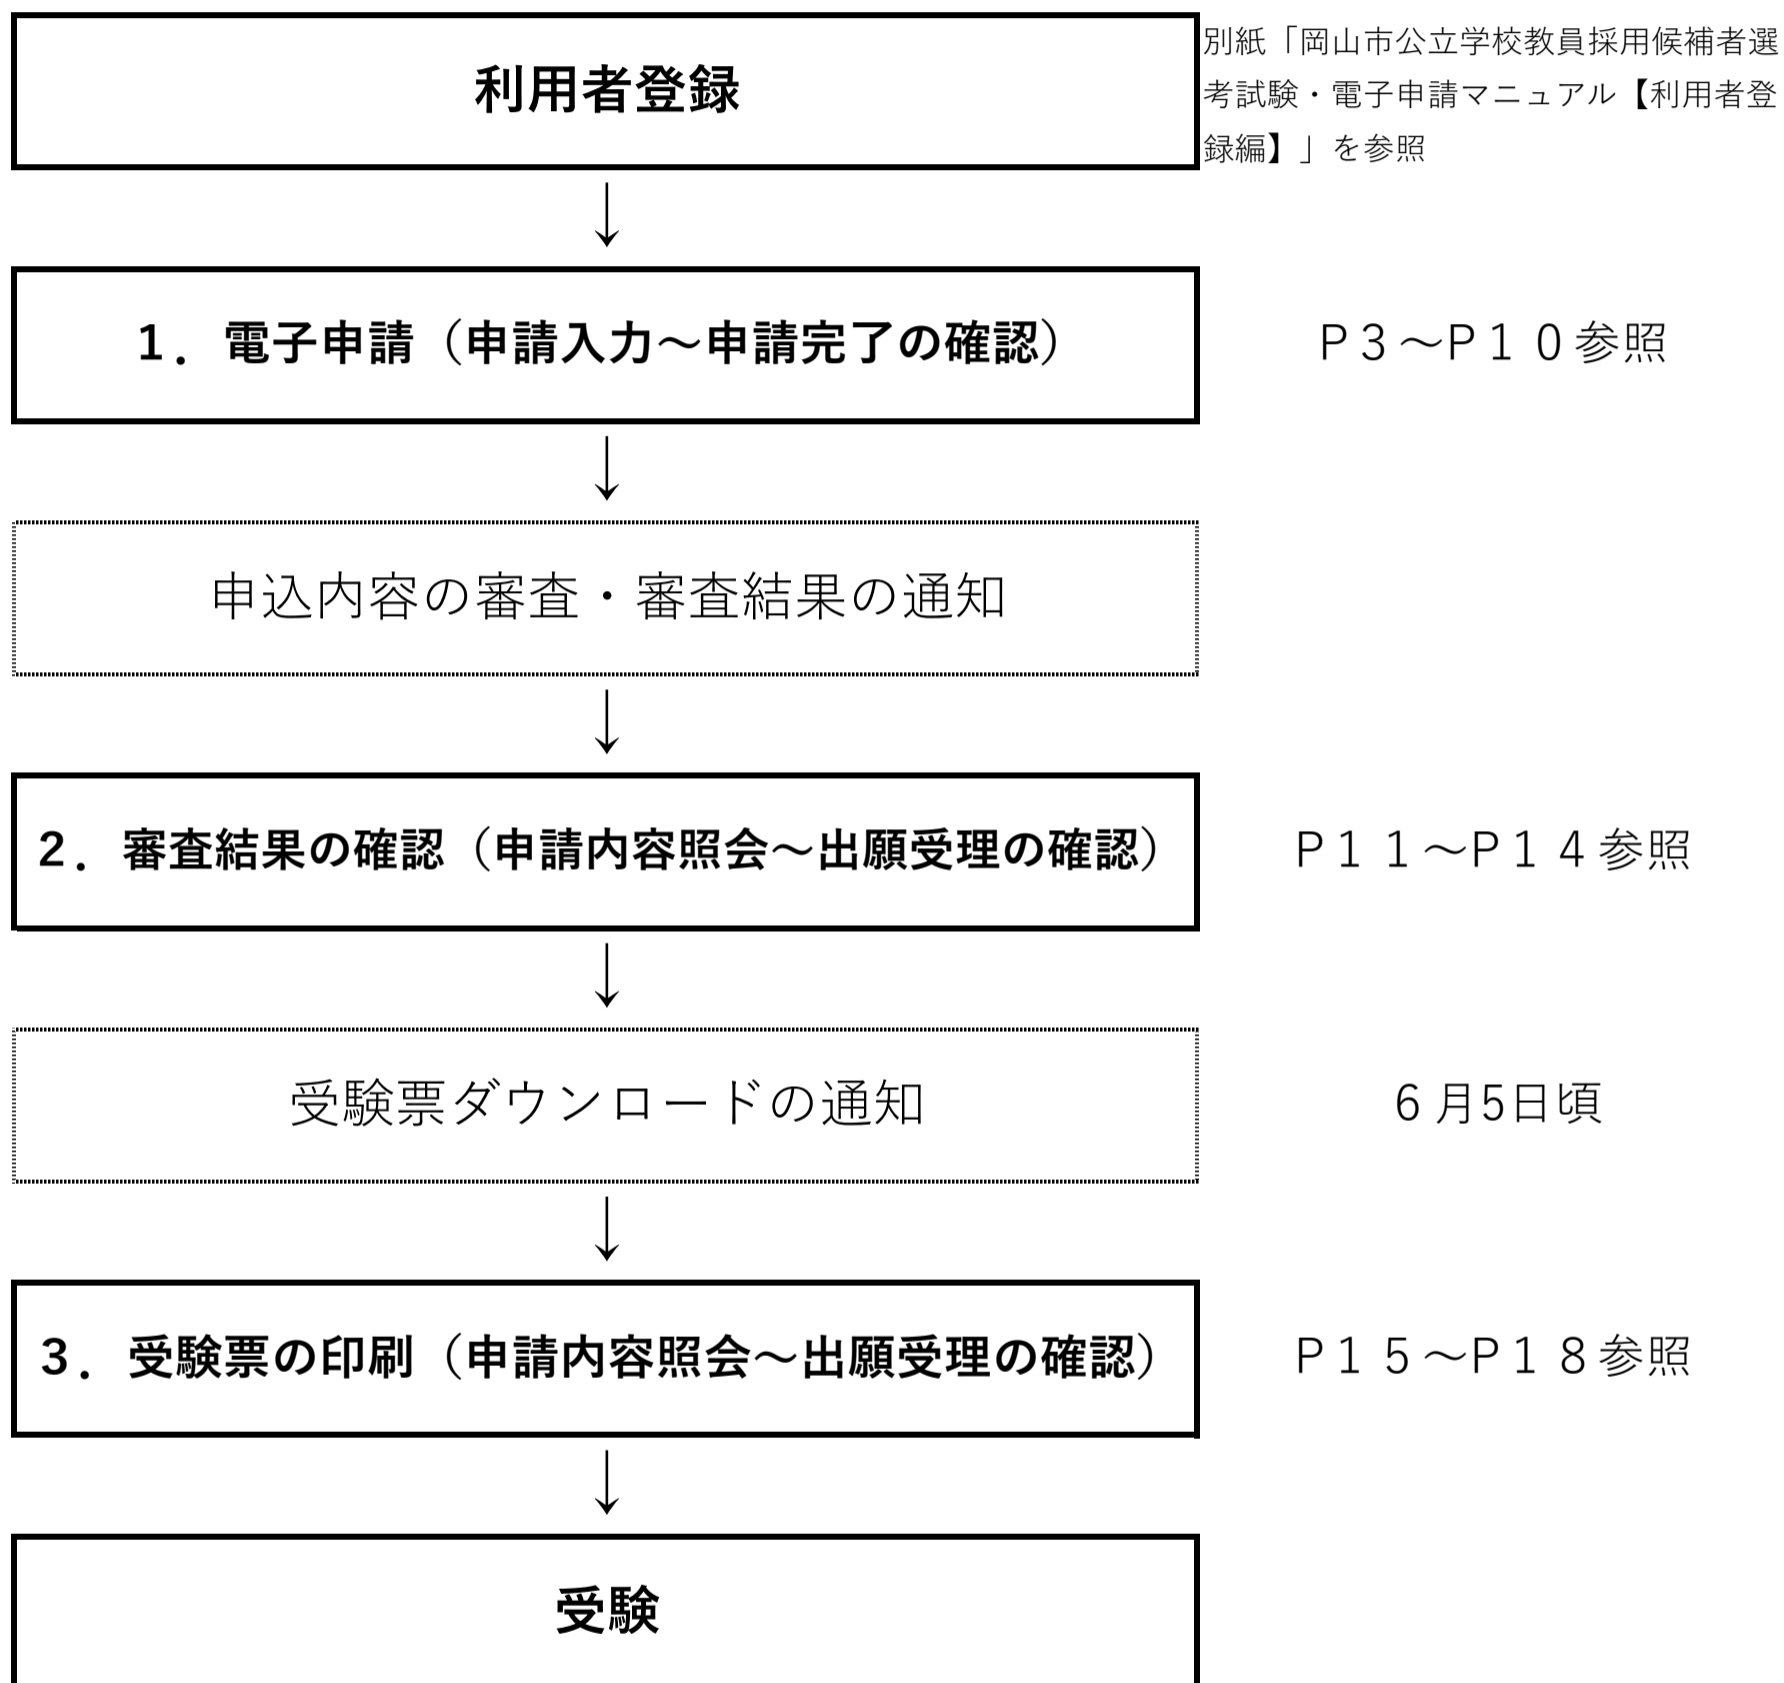 利用者登録
別紙「岡山市公立学校教員採用候補者選
考試験・電子申請マニュアル【利用者登
録編】」を参照
↓
１．電子申請（申請入力～申請完了の確認）
Ｐ３～Ｐ１０参照
↓
申込内容の審査・審査結果の通知
↓
２．審査結果の確認（申請内容照会～出願受理の確認）
Ｐ１１～Ｐ１４参照
↓
受験票ダウンロードの通知
６月5日頃
↓
３．受験票の印刷（申請内容照会～出願受理の確認）
Ｐ１５～Ｐ１８参照
↓
受験